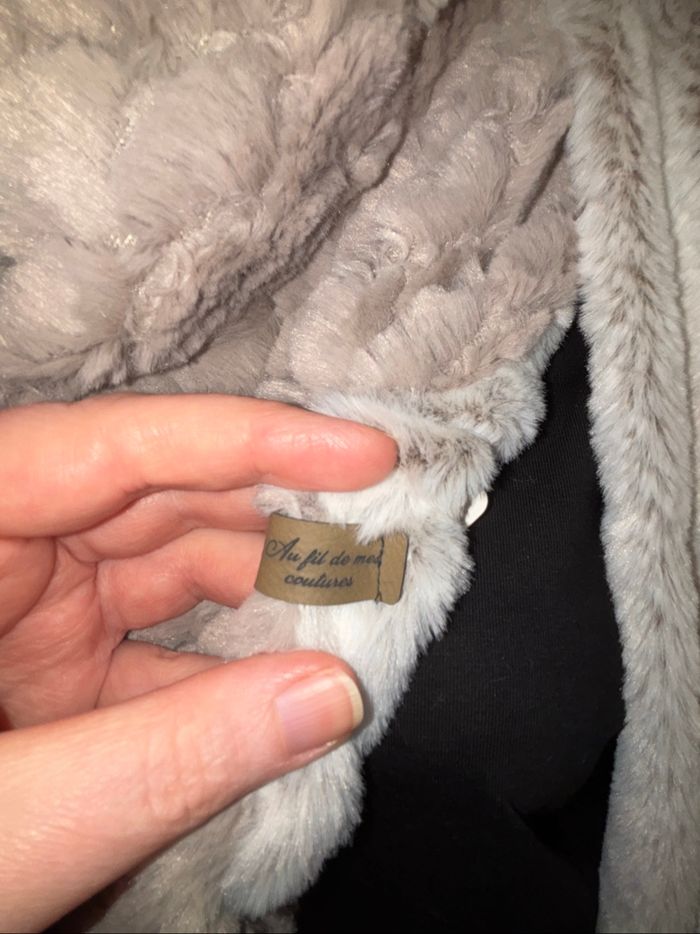 Au fil de mes
coutures